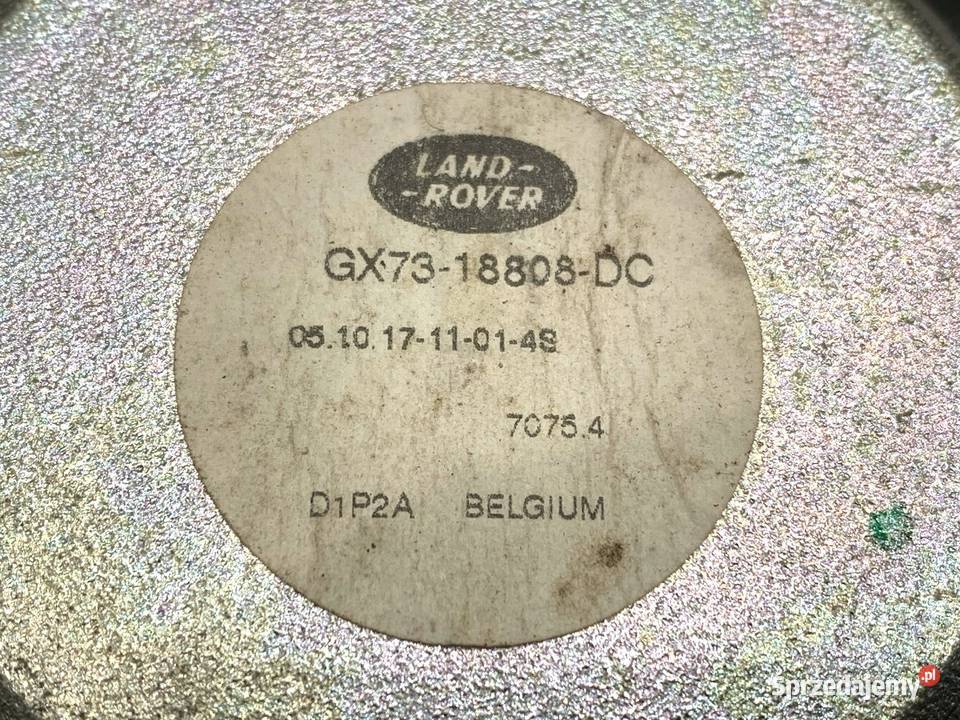 LAND-
-ROVER
GX73-18808-DC
05.10.17-11-01-4S
7075.4
D1P2A BELGIUM
Sprzedajemy.pl